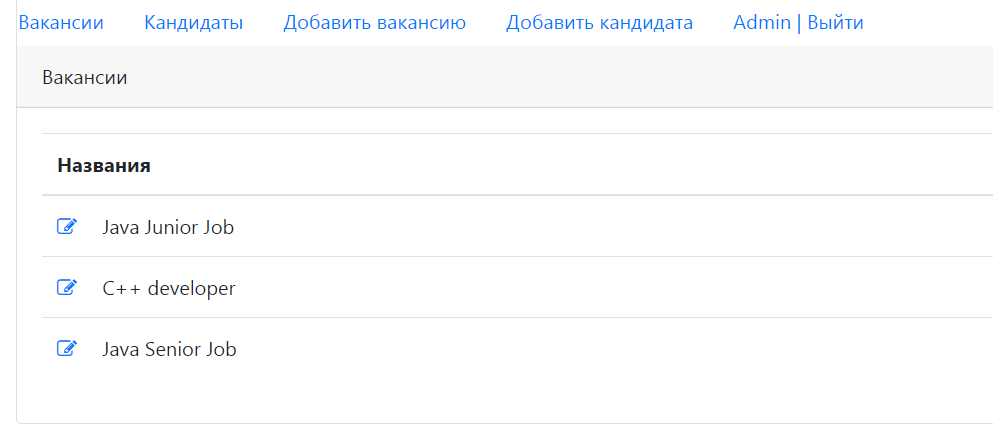 Вакансии Кандидаты Добавить вакансию Добавить кандидата Admin | Выйти
Вакансии
Названия
Java Junior Job
C++ developer
Java Senior Job